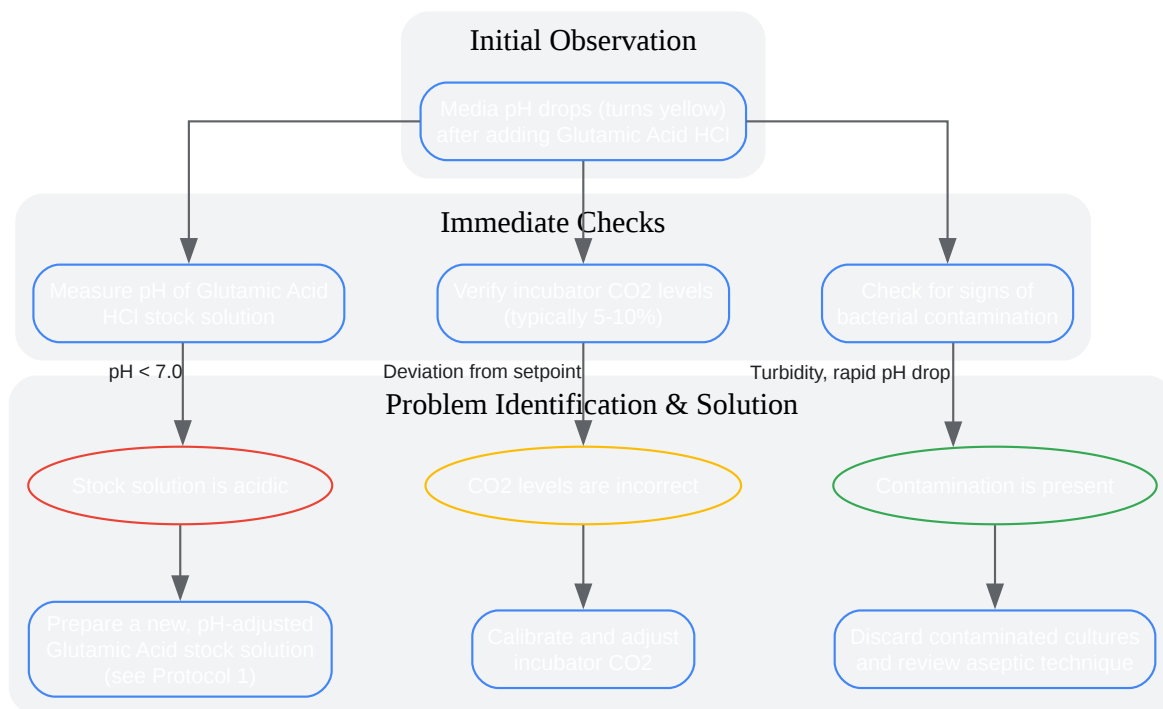 Initial Observation
Media pH drops (turns yellow)
after adding Glutamic Acid HCl
Immediate Checks
Measure pH of Glutamic Acid
HCl stock solution
Verify incubator CO2 levels
(typically 5-10%)
Check for signs of
bacterial contamination
pH < 7.0
Deviation from setpoint
Turbidity, rapid pH drop
Problem Identification & Solution
Stock solution is acidic
CO2 levels are incorrect
Contamination is present
Prepare a new, pH-adjusted
Glutamic Acid stock solution
(see Protocol 1)
Calibrate and adjust
incubator CO2
Discard contaminated cultures
and review aseptic technique